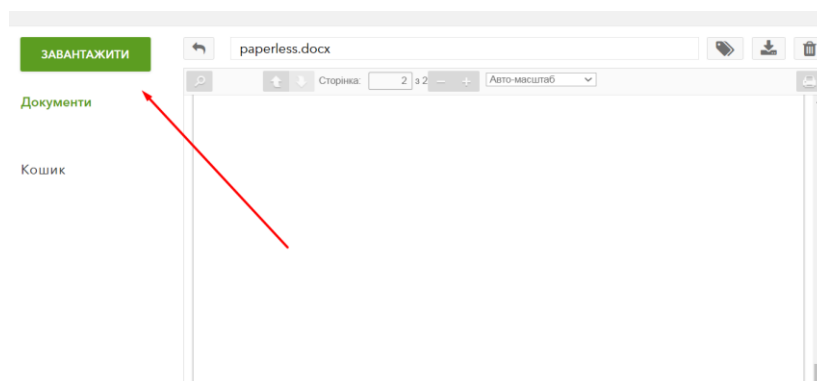 ЗАВАНТАЖИТИ
paperless.docx
Сторінка: 2 з 2
Авто-масштаб
Документи
Кошик